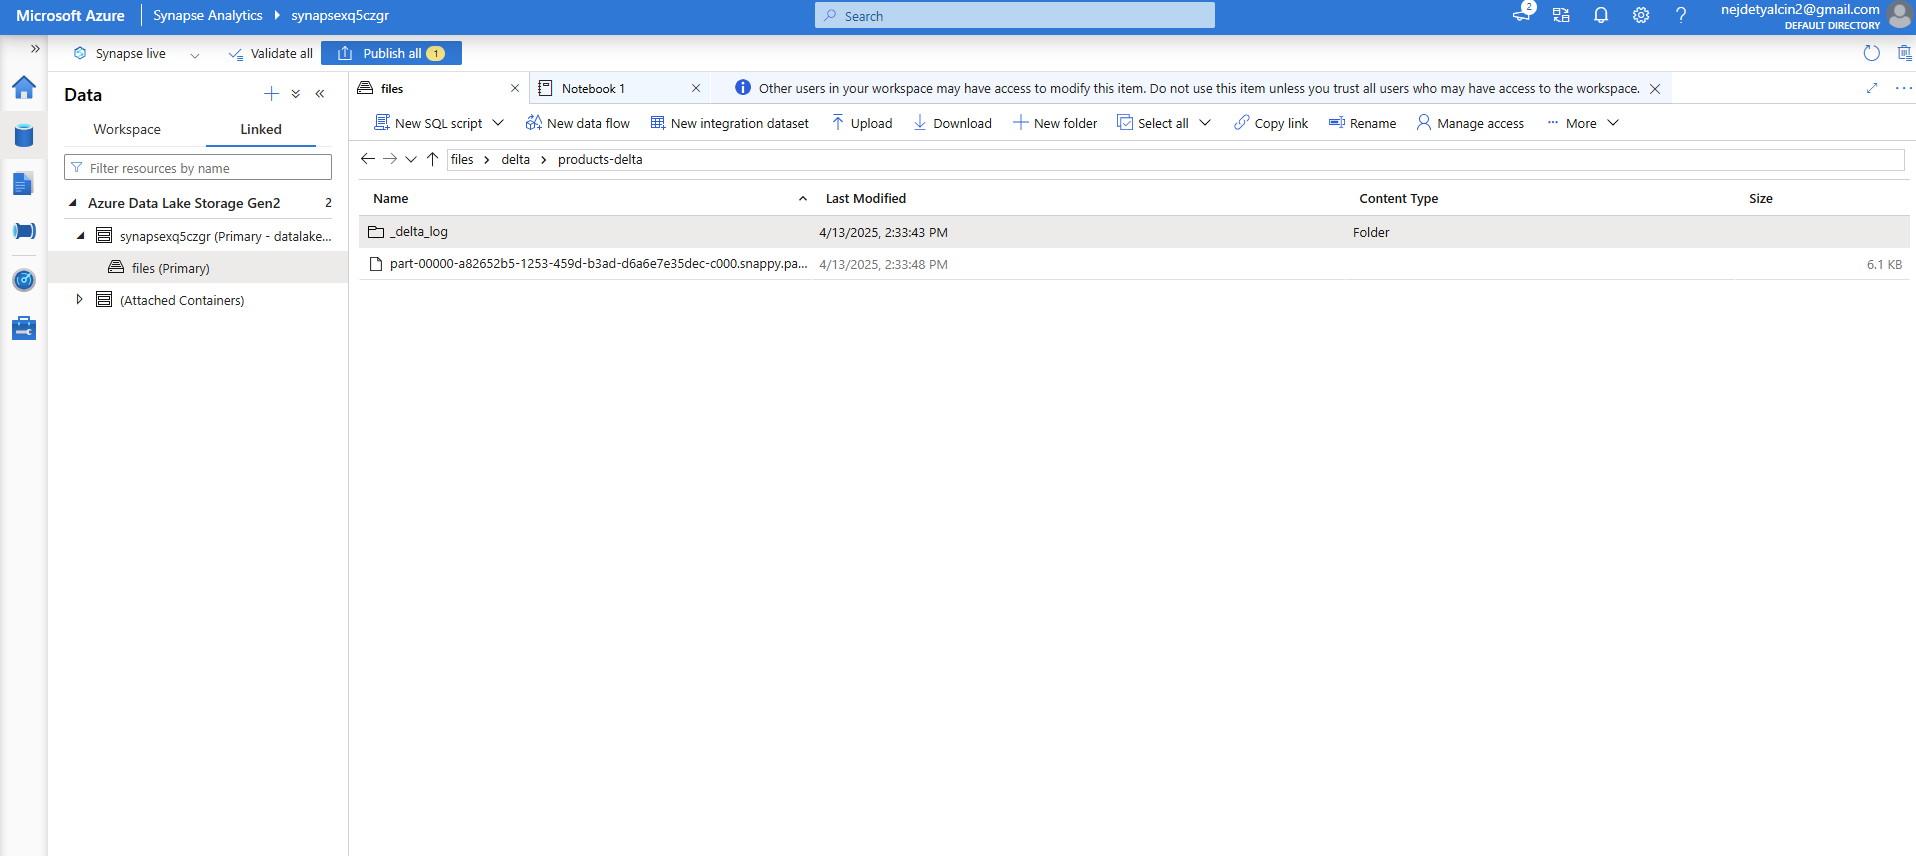 Microsoft Azure Synapse Analytics synapsexq5czgr Search 2 nejdetyalcin2@gmail.com
DEFAULT DIRECTORY
Synapse live Validate all Publish all 1
Data
Workspace Linked
Filter resources by name
Azure Data Lake Storage Gen2 2
synapsexq5czgr (Primary - datalake...
files (Primary)
(Attached Containers)
files Notebook 1 Other users in your workspace may have access to modify this item. Do not use this item unless you trust all users who may have access to the workspace.
New SQL script New data flow New integration dataset Upload Download New folder Select all Copy link Rename Manage access More
files delta products-delta
Name Last Modified Content Type Size
_delta_log 4/13/2025, 2:33:43 PM Folder
part-00000-a82652b5-1253-459d-b3ad-d6a6e7e35dec-c000.snappy.pa... 4/13/2025, 2:33:48 PM 6.1 KB